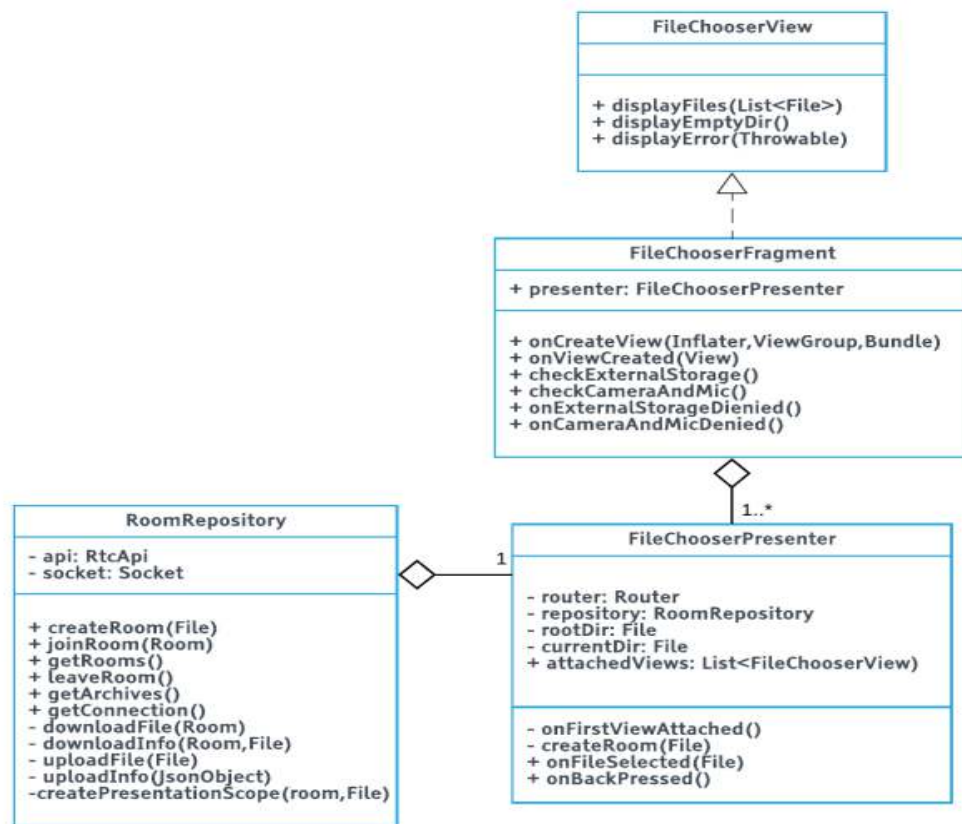 FileChooserView
+ displayFiles(List<File>)
+ displayEmptyDir()
+ displayError(Throwable)
FileChooserFragment
+ presenter: FileChooserPresenter
+ onCreateView(Inflater,ViewGroup,Bundle)
+ onViewCreated(View)
+ checkExternalStorage()
+ checkCameraAndMic()
+ onExternalStorageDienied()
+ onCameraAndMicDenied()
1..*
RoomRepository
- api: RtcApi
- socket: Socket
+ createRoom(File)
+ joinRoom(Room)
+ getRooms()
+ leaveRoom()
+ getArchives()
+ getConnection()
- downloadFile(Room)
- downloadInfo(Room,File)
- uploadFile(File)
- uploadInfo(JsonObject)
-createPresentationScope(room,File)
1
FileChooserPresenter
- router: Router
- repository: RoomRepository
- rootDir: File
- currentDir: File
+ attachedViews: List<FileChooserView)
- onFirstViewAttached()
- createRoom(File)
+ onFileSelected(File)
+ onBackPressed()